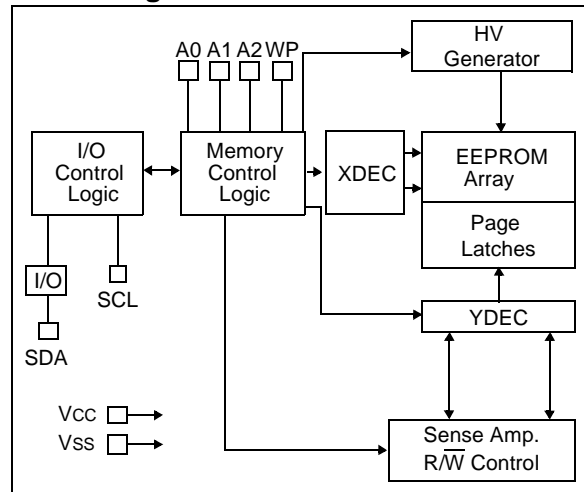 A0 A1 A2 WP
HV
Generator
I/O
Control
Logic
Memory
Control
Logic
XDEC
EEPROM
Array
Page
Latches
I/O
SCL
SDA
YDEC
VCC
VSS
Sense Amp.
R/W̅ Control